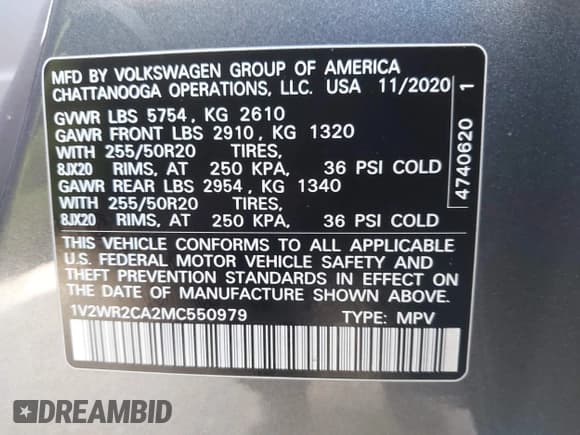 MFD BY VOLKSWAGEN GROUP OF AMERICA
CHATTANOOGA OPERATIONS, LLC. USA 11/2020
GVWR LBS 5754 , KG 2610
GAWR FRONT LBS 2910 , KG 1320
WITH 255/50R20 TIRES,
8JX20 RIMS, AT 250 KPA, 36 PSI COLD
GAWR REAR LBS 2954 , KG 1340
WITH 255/50R20 TIRES,
8JX20 RIMS, AT 250 KPA, 36 PSI COLD
THIS VEHICLE CONFORMS TO ALL APPLICABLE
U.S. FEDERAL MOTOR VEHICLE SAFETY AND
THEFT PREVENTION STANDARDS IN EFFECT ON
THE DATE OF MANUFACTURE SHOWN ABOVE.
1V2WR2CA2MC550979 TYPE: MPV
4740620 1
DREAMBID